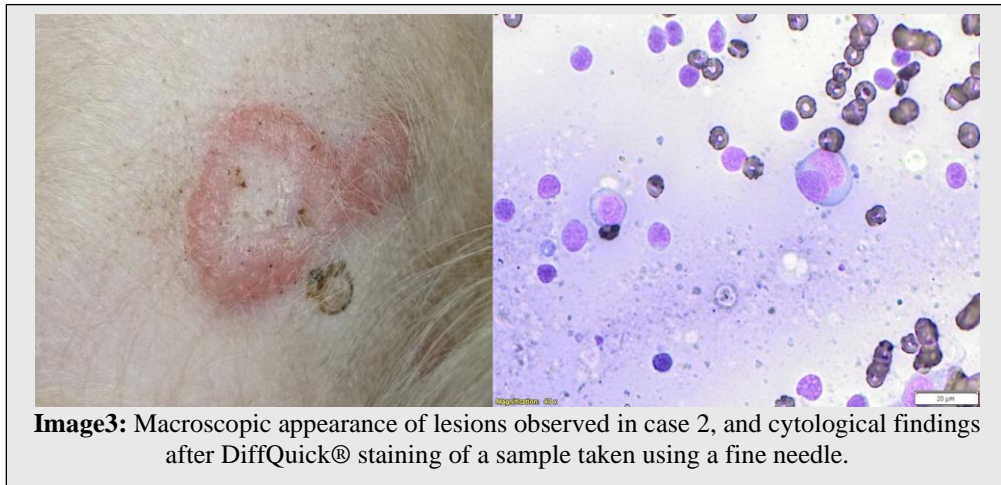 Magnification: 40 x
20 µm
Image3: Macroscopic appearance of lesions observed in case 2, and cytological findings
after DiffQuick® staining of a sample taken using a fine needle.